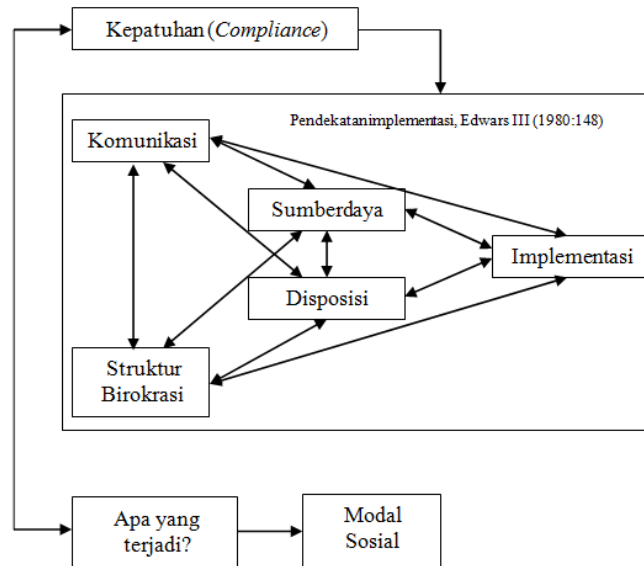 Kepatuhan (Compliance)
Pendekatanimplementasi, Edwars III (1980:148)
Komunikasi
Sumberdaya
Implementasi
Disposisi
Struktur
Birokrasi
Apa yang
terjadi?
Modal
Sosial